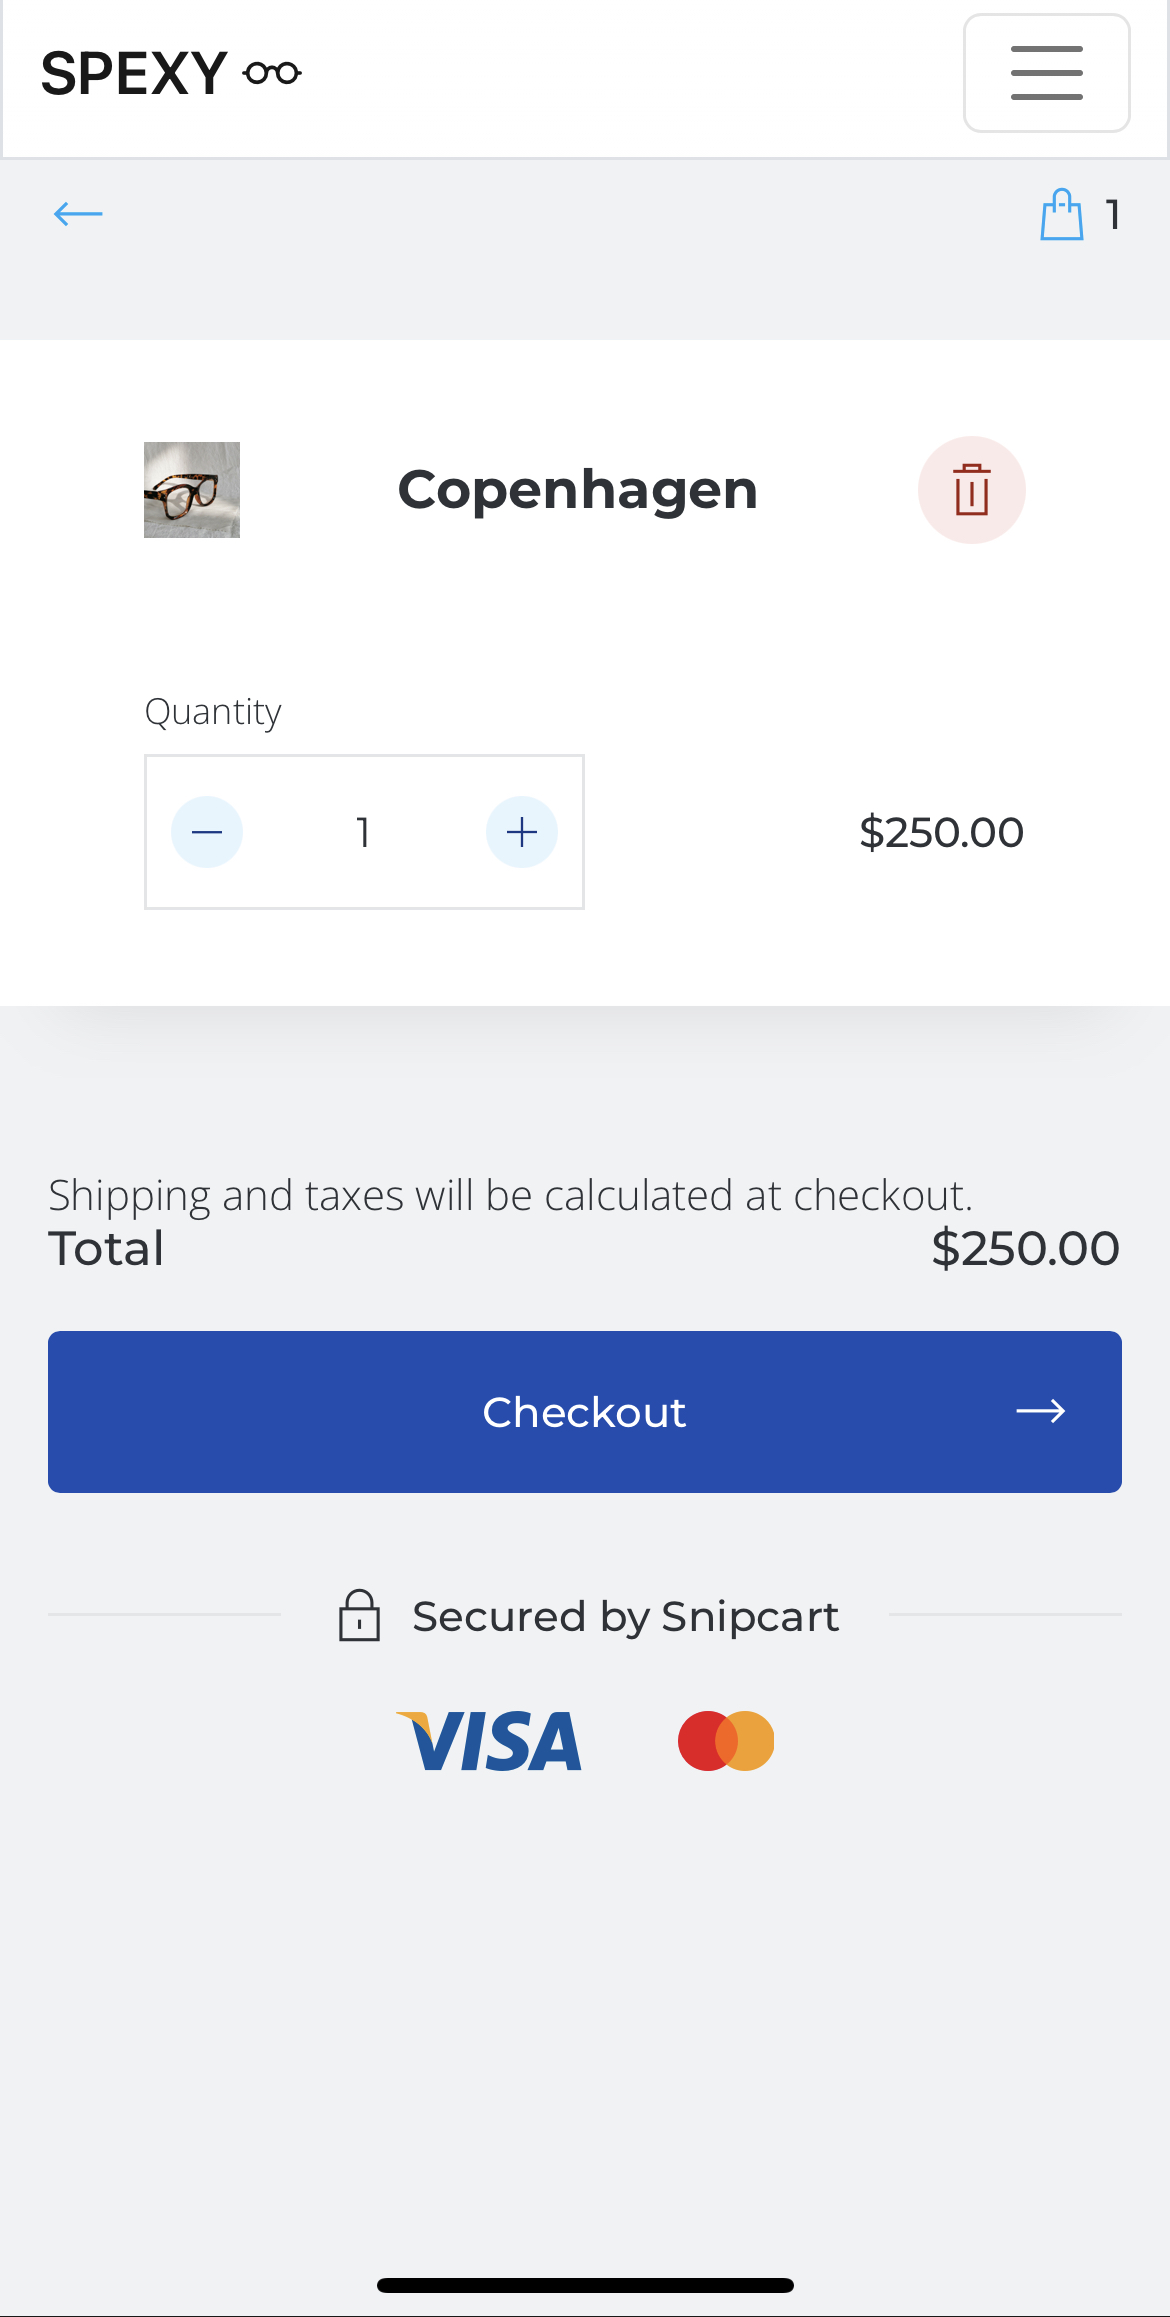 SPEXY
1
Copenhagen
Quantity
1
$250.00
Shipping and taxes will be calculated at checkout.
Total $250.00
Checkout
Secured by Snipcart
VISA